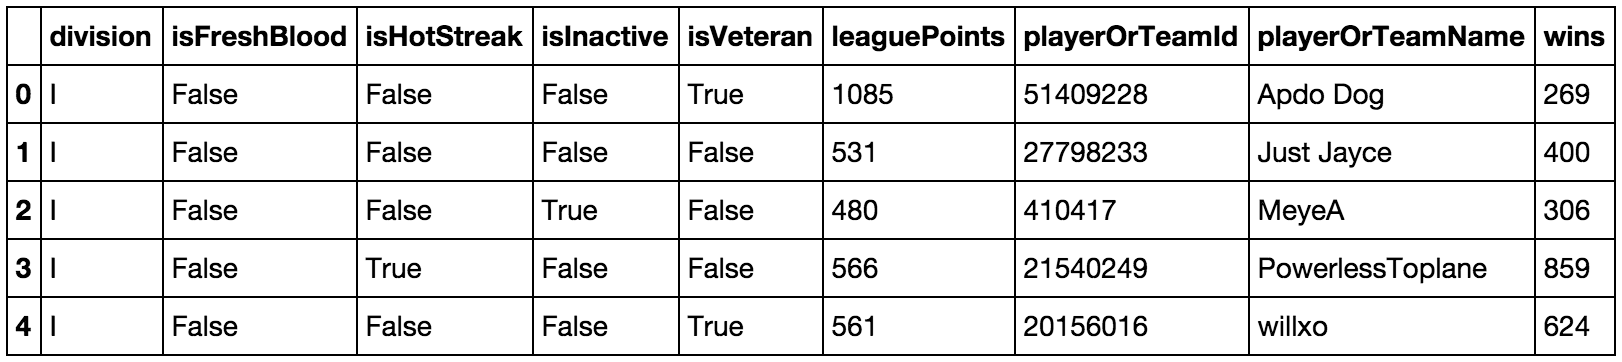 division isFreshBlood isHotStreak isInactive isVeteran leaguePoints playerOrTeamId playerOrTeamName wins
0 I False False False True 1085 51409228 Apdo Dog 269
1 I False False False False 531 27798233 Just Jayce 400
2 I False False True False 480 410417 MeyeA 306
3 I False True False False 566 21540249 PowerlessToplane 859
4 I False False False True 561 20156016 willxo 624